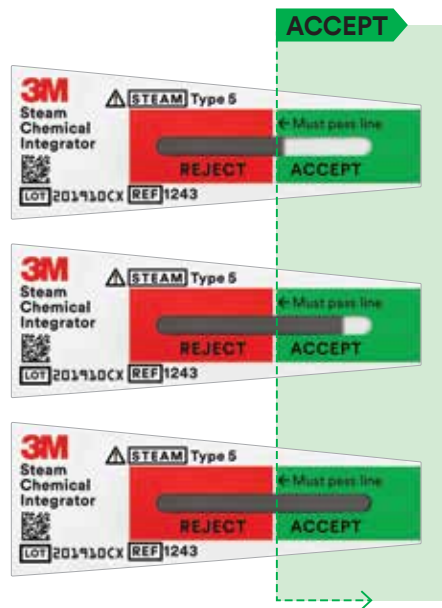 ACCEPT
3M
⚠ STEAM Type 5
Steam
Chemical
Integrator
← Must pass line
REJECT ACCEPT
LOT 201910CX REF 1243
3M
⚠ STEAM Type 5
Steam
Chemical
Integrator
← Must pass line
REJECT ACCEPT
LOT 201910CX REF 1243
3M
⚠ STEAM Type 5
Steam
Chemical
Integrator
← Must pass line
REJECT ACCEPT
LOT 201910CX REF 1243